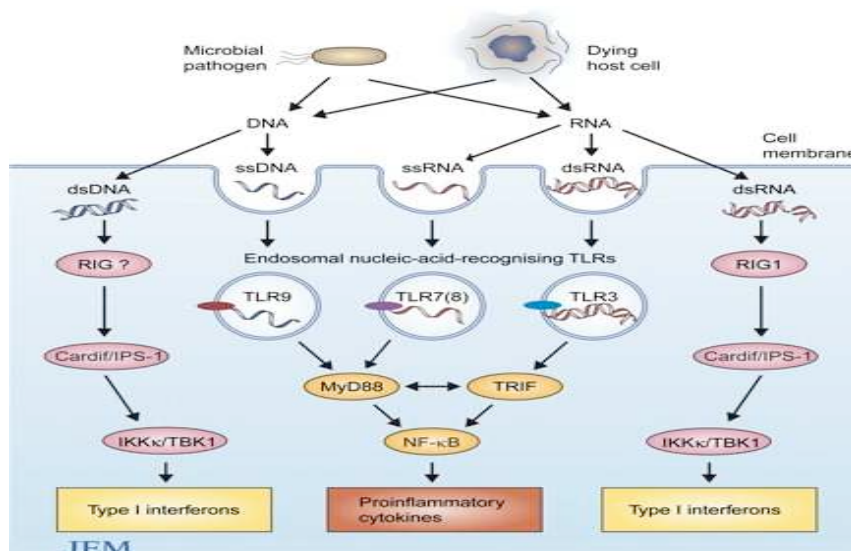 Microbial
pathogen
Dying
host cell
DNA
RNA
Cell
membrane
dsDNA
ssDNA
ssRNA
dsRNA
dsRNA
RIG ?
Endosomal nucleic-acid-recognising TLRs
RIG1
TLR9
TLR7(8)
TLR3
Cardif/IPS-1
MyD88
TRIF
Cardif/IPS-1
IKKκ/TBK1
NF-κB
IKKκ/TBK1
Type I interferons
Proinflammatory
cytokines
Type I interferons
JEM